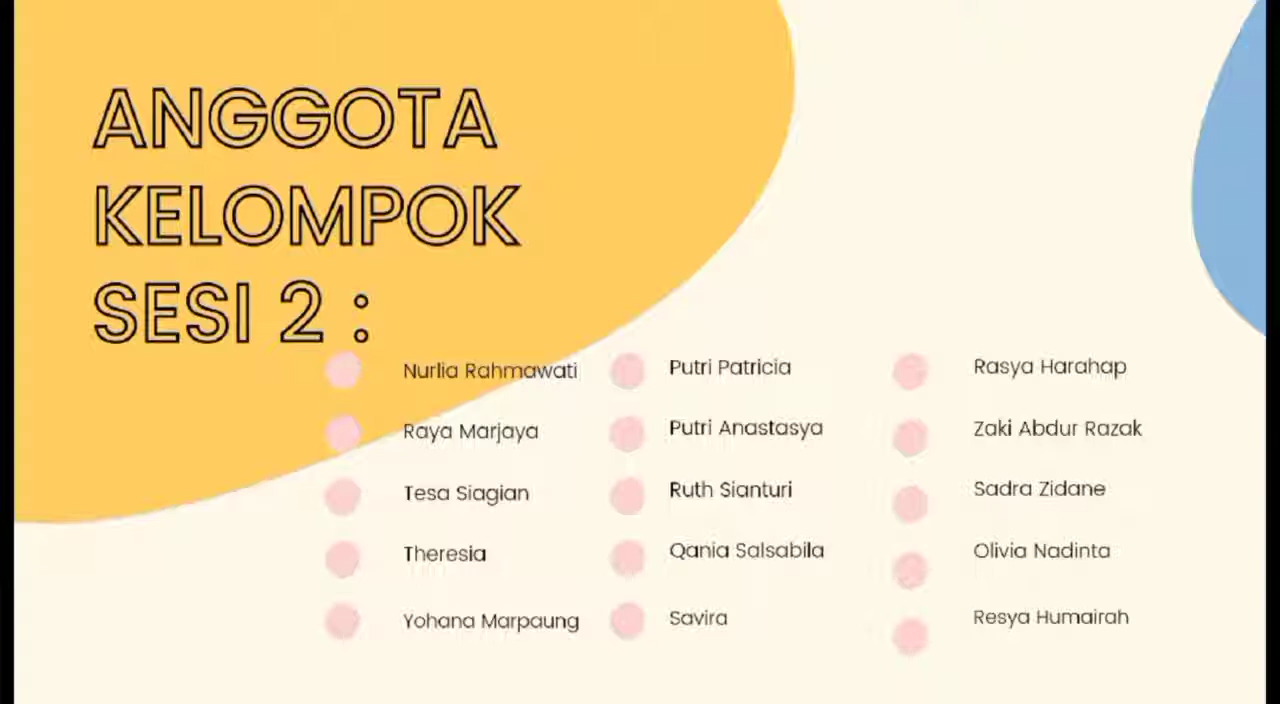 ANGGOTA
KELOMPOK
SESI 2 :
Nurlia Rahmawati
Raya Marjaya
Tesa Siagian
Theresia
Yohana Marpaung
Putri Patricia
Putri Anastasya
Ruth Sianturi
Qania Salsabila
Savira
Rasya Harahap
Zaki Abdur Razak
Sadra Zidane
Olivia Nadinta
Resya Humairah